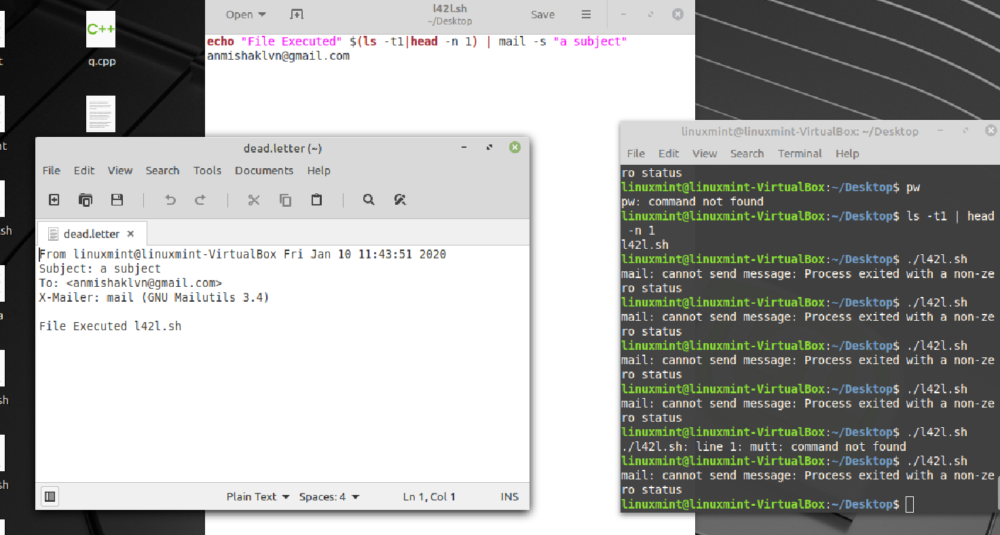 C++
q.cpp
t
nt
.sh
a
sh
sh
Open
l42l.sh
~/Desktop
Save
echo "File Executed" $(ls -t1|head -n 1) | mail -s "a subject"
anmishaklvn@gmail.com
dead.letter (~)
File Edit View Search Tools Documents Help
dead.letter
From linuxmint@linuxmint-VirtualBox Fri Jan 10 11:43:51 2020
Subject: a subject
To: <anmishaklvn@gmail.com>
X-Mailer: mail (GNU Mailutils 3.4)
File Executed l42l.sh
Plain Text Spaces: 4 Ln 1, Col 1 INS
linuxmint@linuxmint-VirtualBox: ~/Desktop
File Edit View Search Terminal Help
ro status
linuxmint@linuxmint-VirtualBox:~/Desktop$ pw
pw: command not found
linuxmint@linuxmint-VirtualBox:~/Desktop$ ls -t1 | head
-n 1
l42l.sh
linuxmint@linuxmint-VirtualBox:~/Desktop$ ./l42l.sh
mail: cannot send message: Process exited with a non-ze
ro status
linuxmint@linuxmint-VirtualBox:~/Desktop$ ./l42l.sh
mail: cannot send message: Process exited with a non-ze
ro status
linuxmint@linuxmint-VirtualBox:~/Desktop$ ./l42l.sh
mail: cannot send message: Process exited with a non-ze
ro status
linuxmint@linuxmint-VirtualBox:~/Desktop$ ./l42l.sh
mail: cannot send message: Process exited with a non-ze
ro status
linuxmint@linuxmint-VirtualBox:~/Desktop$ ./l42l.sh
./l42l.sh: line 1: mutt: command not found
linuxmint@linuxmint-VirtualBox:~/Desktop$ ./l42l.sh
mail: cannot send message: Process exited with a non-ze
ro status
linuxmint@linuxmint-VirtualBox:~/Desktop$